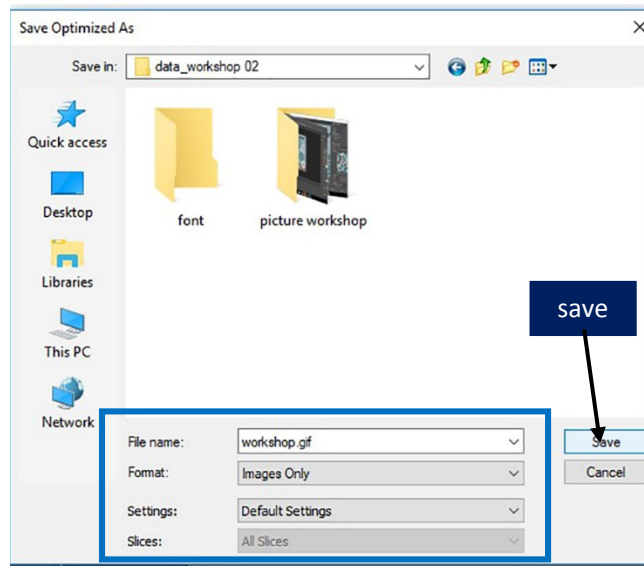 Save Optimized As
Save in: data_workshop 02
Quick access
Desktop
Libraries
This PC
Network
font picture workshop
save
File name: workshop.gif Save
Format: Images Only Cancel
Settings: Default Settings
Slices: All Slices